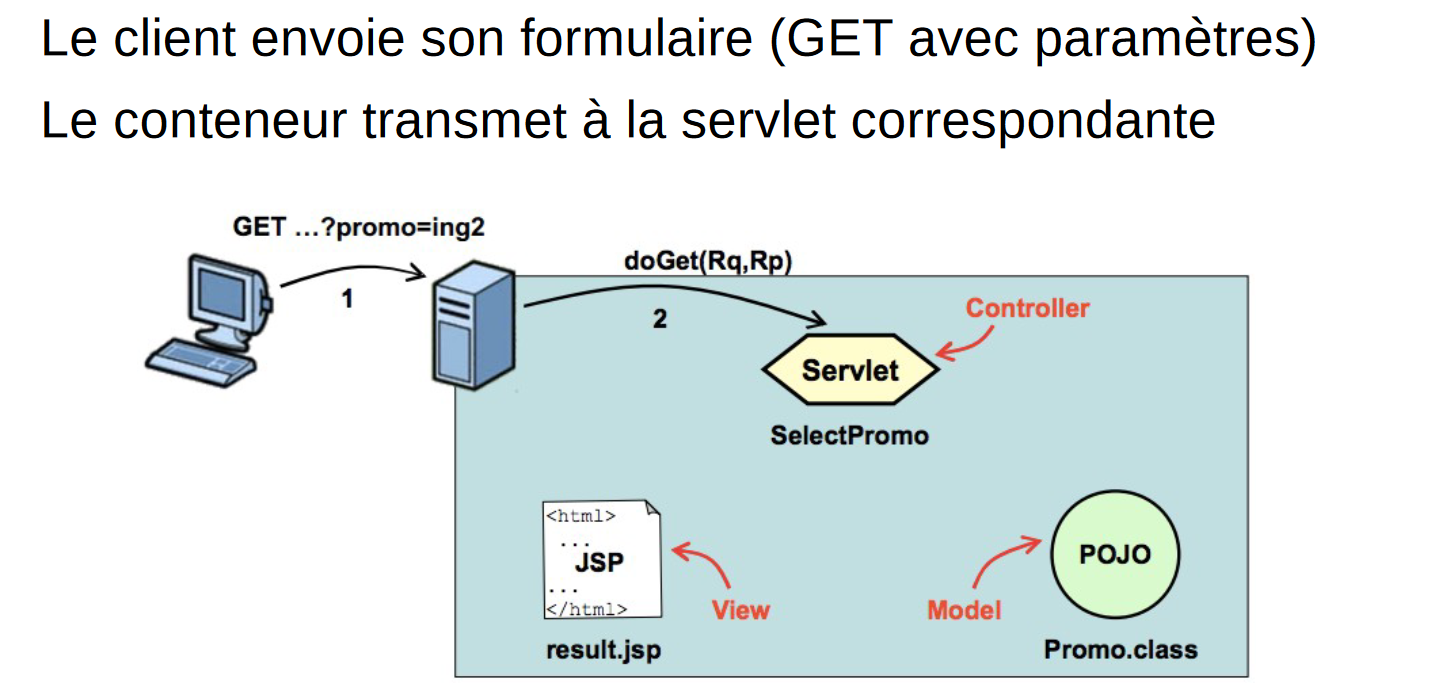 Le client envoie son formulaire (GET avec paramètres)
Le conteneur transmet à la servlet correspondante
GET ...?promo=ing2
1
doGet(Rq,Rp)
2
Controller
Servlet
SelectPromo
<html>
...
JSP
...
</html>
View
result.jsp
POJO
Model
Promo.class